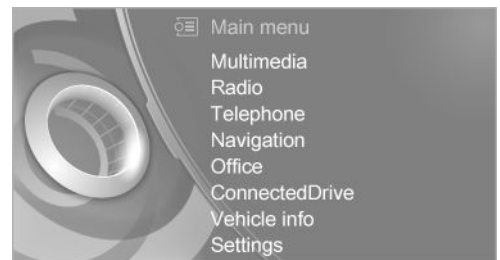 Main menu
Multimedia
Radio
Telephone
Navigation
Office
ConnectedDrive
Vehicle info
Settings